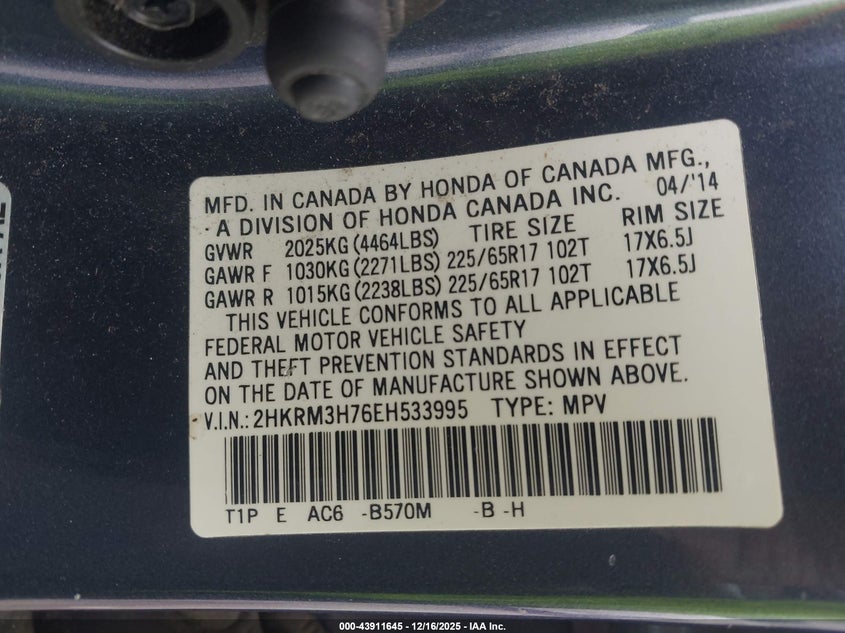 MFD. IN CANADA BY HONDA OF CANADA MFG.,
A DIVISION OF HONDA CANADA INC. 04/'14
GVWR 2025KG (4464LBS) TIRE SIZE RIM SIZE
GAWR F 1030KG (2271LBS) 225/65R17 102T 17X6.5J
GAWR R 1015KG (2238LBS) 225/65R17 102T 17X6.5J
THIS VEHICLE CONFORMS TO ALL APPLICABLE
FEDERAL MOTOR VEHICLE SAFETY
AND THEFT PREVENTION STANDARDS IN EFFECT
ON THE DATE OF MANUFACTURE SHOWN ABOVE.
V.I.N.: 2HKRM3H76EH533995 TYPE: MPV
T1P E AC6 -B570M -B -H
000-43911645 - 12/16/2025 - IAA Inc.